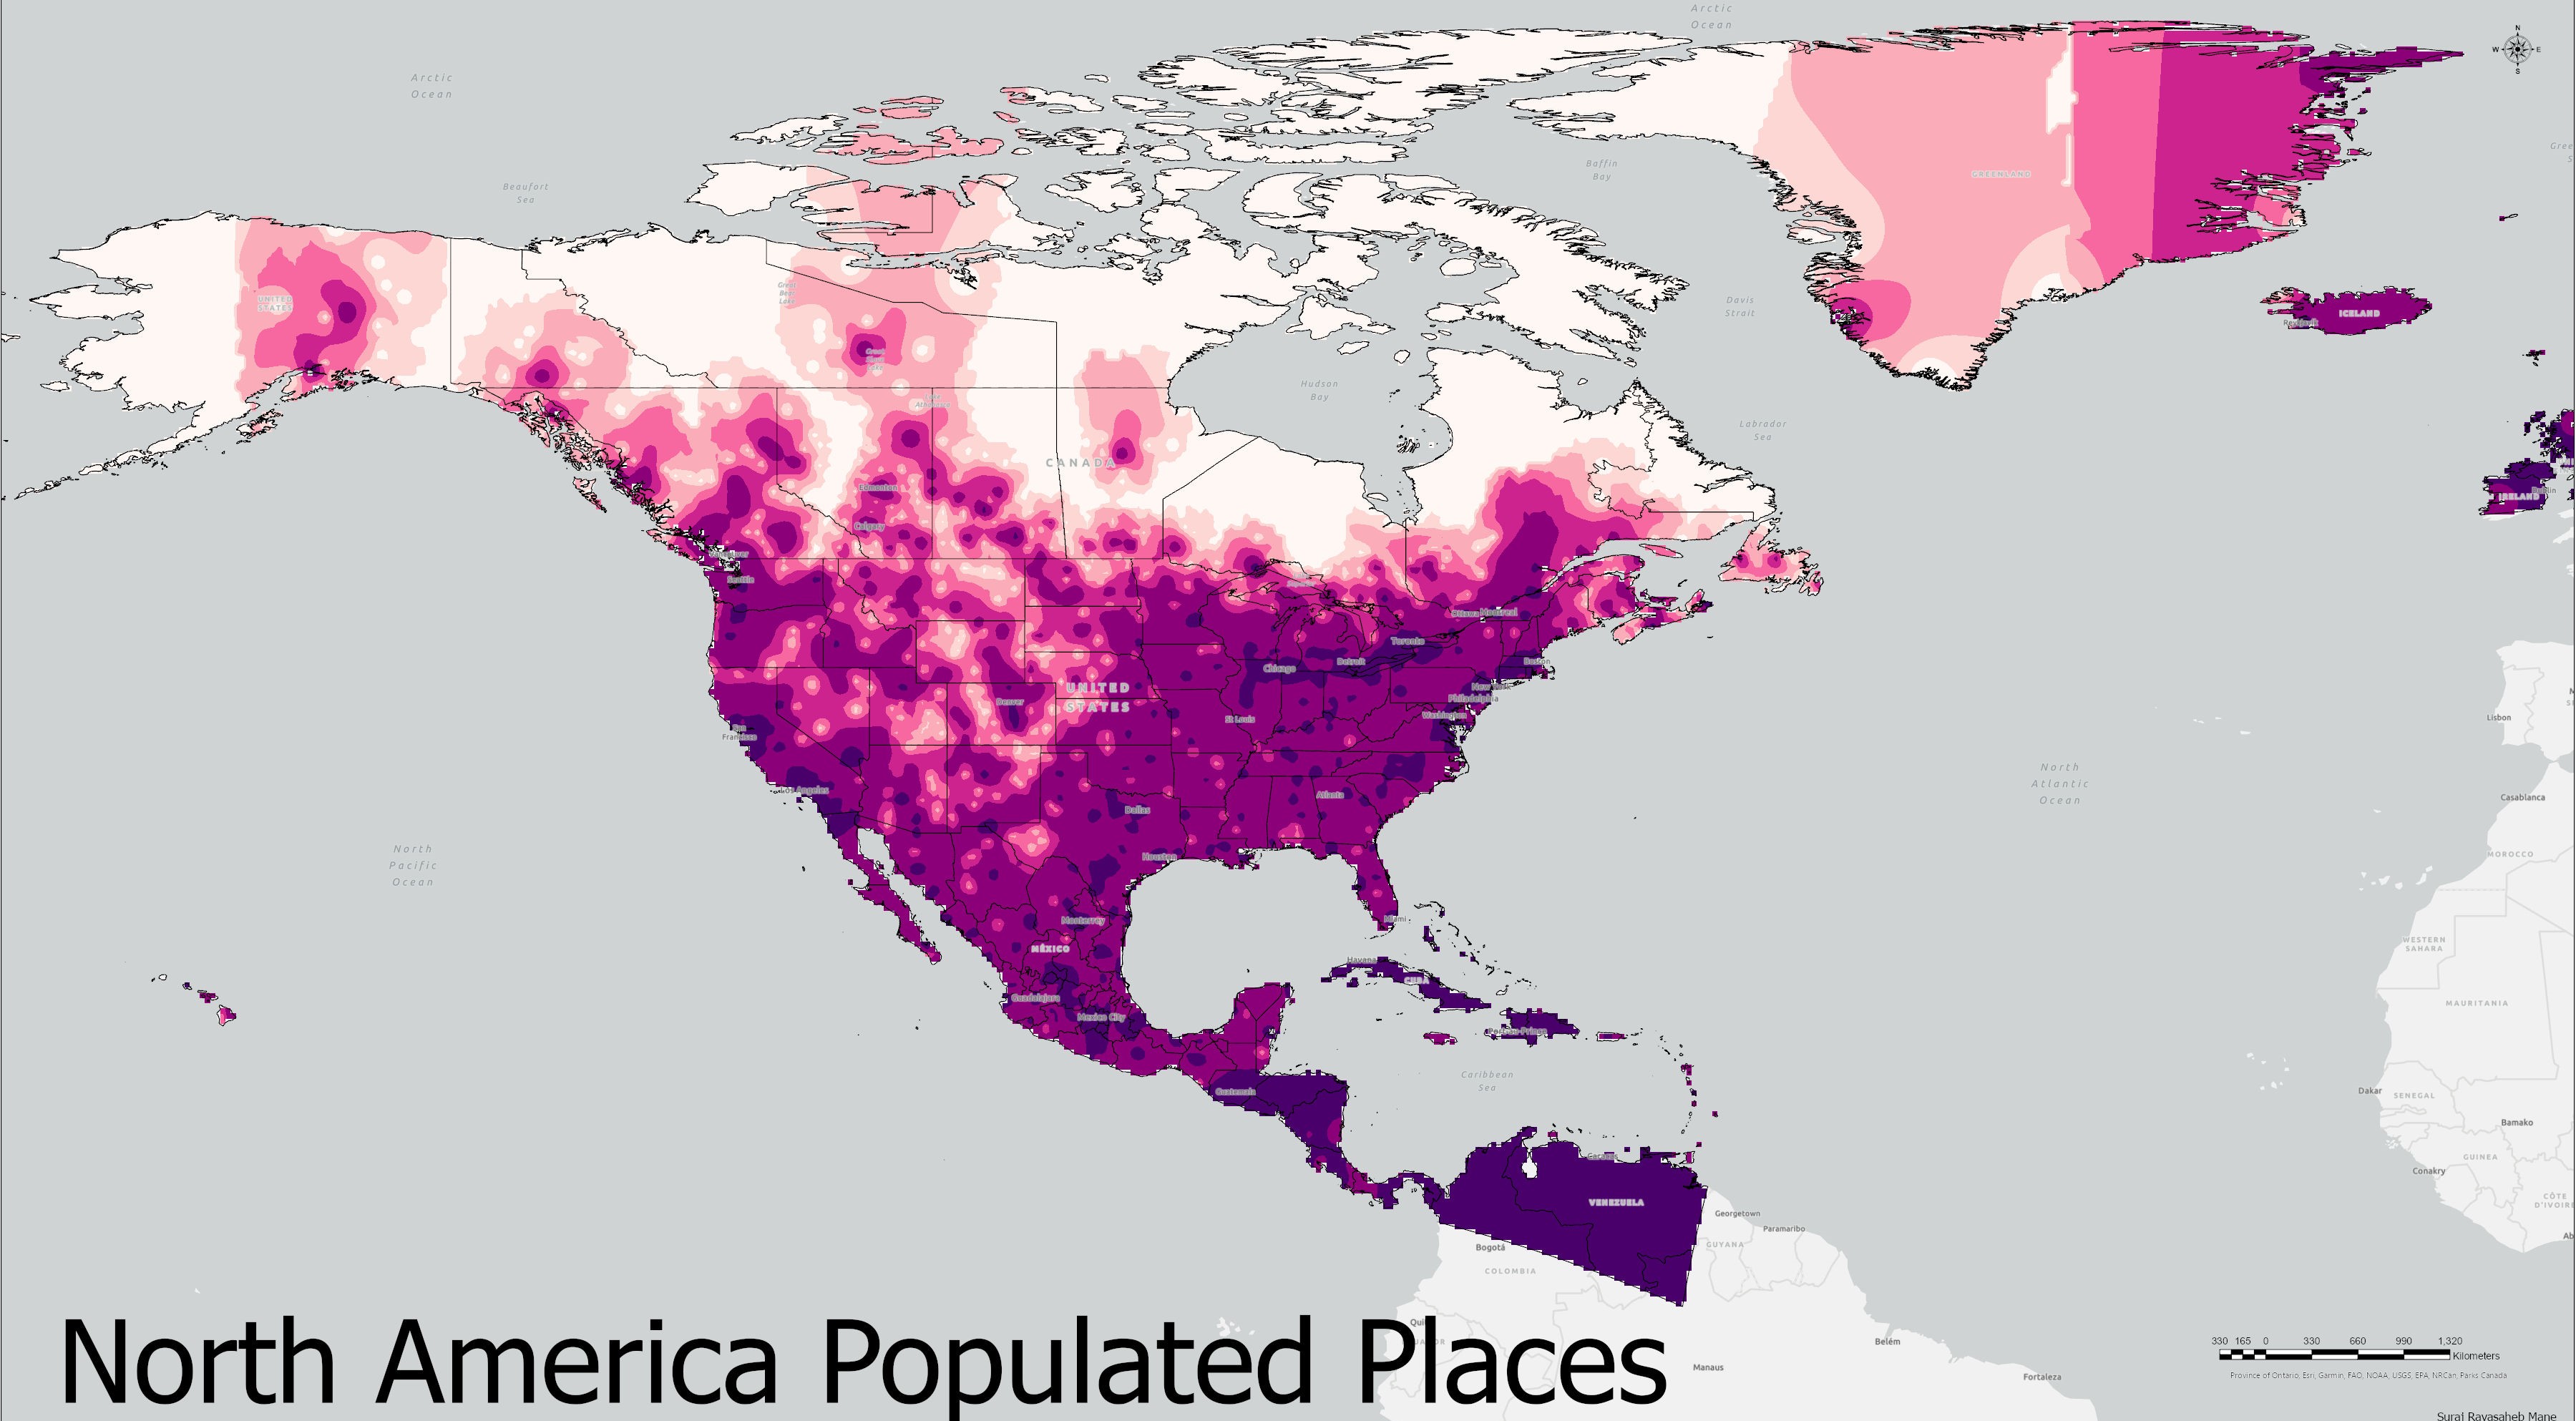 Arctic
Ocean
N
W
E
S
Arctic
Ocean
Baffin
Bay
Beaufort
Sea
GREENLAND
Great
Bear
Lake
UNITED
STATES
Davis
Strait
ICELAND
Reykjavik
Great
Slave
Lake
Hudson
Bay
Lake
Athabasca
Labrador
Sea
CANADA
Edmonton
IRELAND
Dublin
Calgary
Vancouver
Seattle
Ottawa
Montreal
Toronto
Chicago
Detroit
Boston
UNITED
STATES
New York
Philadelphia
Denver
Washington
St Louis
San
Francisco
Lisbon
North
Atlantic
Ocean
Los Angeles
Atlanta
Casablanca
Dallas
North
Pacific
Ocean
Houston
MOROCCO
Monterrey
Miami
MÉXICO
WESTERN
SAHARA
Havana
CUBA
Guadalajara
MAURITANIA
Mexico City
Port-au-Prince
Caribbean
Sea
Guatemala
Dakar
SENEGAL
Bamako
Caracas
GUINEA
Conakry
VENEZUELA
CÔTE
D'IVOIRE
Georgetown
Paramaribo
Bogotá
GUYANA
COLOMBIA
Qui
Belém
Manaus
Fortaleza
North America Populated Places
330 165 0 330 660 990 1,320
Kilometers
Province of Ontario, Esri, Garmin, FAO, NOAA, USGS, EPA, NRCan, Parks Canada
Suraj Rayasaheb Mane